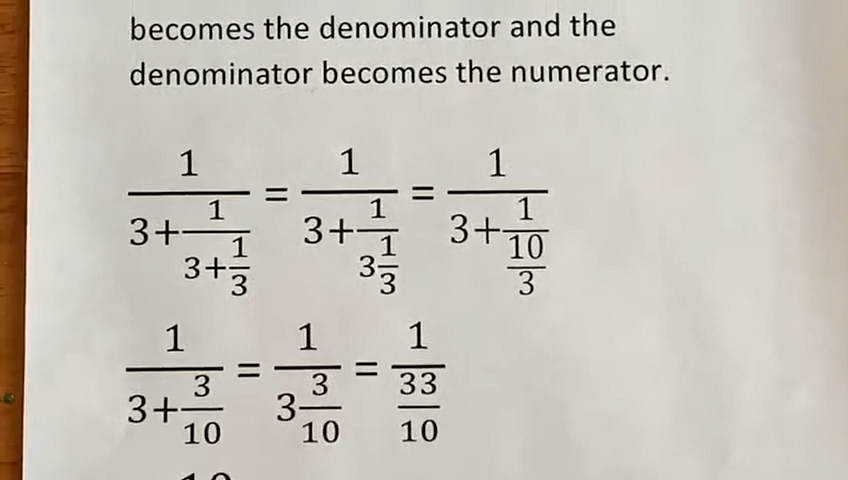 becomes the denominator and the
denominator becomes the numerator.
1/(3+1/(3+1/3)) = 1/(3+1/(3 1/3)) = 1/(3+1/(10/3))
1/(3+3/10) = 1/(3 3/10) = 1/(33/10)